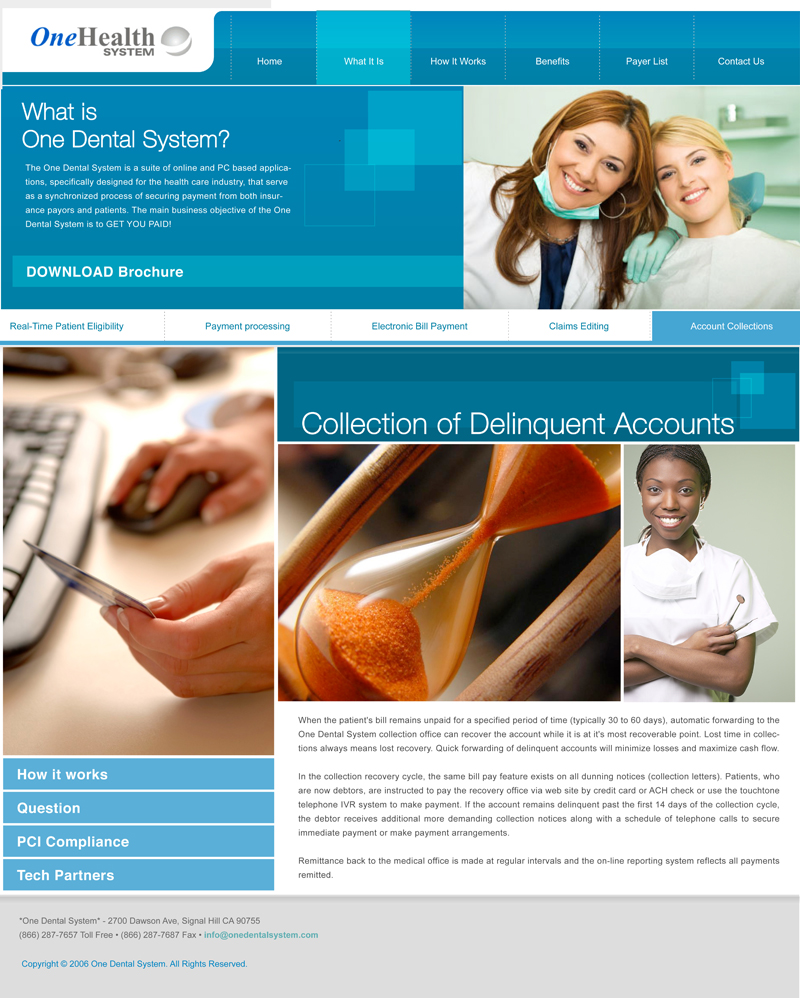 OneHealth
SYSTEM
Home
What It Is
How It Works
Benefits
Payer List
Contact Us
What is
One Dental System?
The One Dental System is a suite of online and PC based applica-
tions, specifically designed for the health care industry, that serve
as a synchronized process of securing payment from both insur-
ance payors and patients. The main business objective of the One
Dental System is to GET YOU PAID!
DOWNLOAD Brochure
Real-Time Patient Eligibility
Payment processing
Electronic Bill Payment
Claims Editing
Account Collections
Collection of Delinquent Accounts
When the patient's bill remains unpaid for a specified period of time (typically 30 to 60 days), automatic forwarding to the
One Dental System collection office can recover the account while it is at it's most recoverable point. Lost time in collec-
tions always means lost recovery. Quick forwarding of delinquent accounts will minimize losses and maximize cash flow.
In the collection recovery cycle, the same bill pay feature exists on all dunning notices (collection letters). Patients, who
are now debtors, are instructed to pay the recovery office via web site by credit card or ACH check or use the touchtone
telephone IVR system to make payment. If the account remains delinquent past the first 14 days of the collection cycle,
the debtor receives additional more demanding collection notices along with a schedule of telephone calls to secure
immediate payment or make payment arrangements.
Remittance back to the medical office is made at regular intervals and the on-line reporting system reflects all payments
remitted.
How it works
Question
PCI Compliance
Tech Partners
*One Dental System* - 2700 Dawson Ave, Signal Hill CA 90755
(866) 287-7657 Toll Free • (866) 287-7687 Fax • info@onedentalsystem.com
Copyright © 2006 One Dental System. All Rights Reserved.